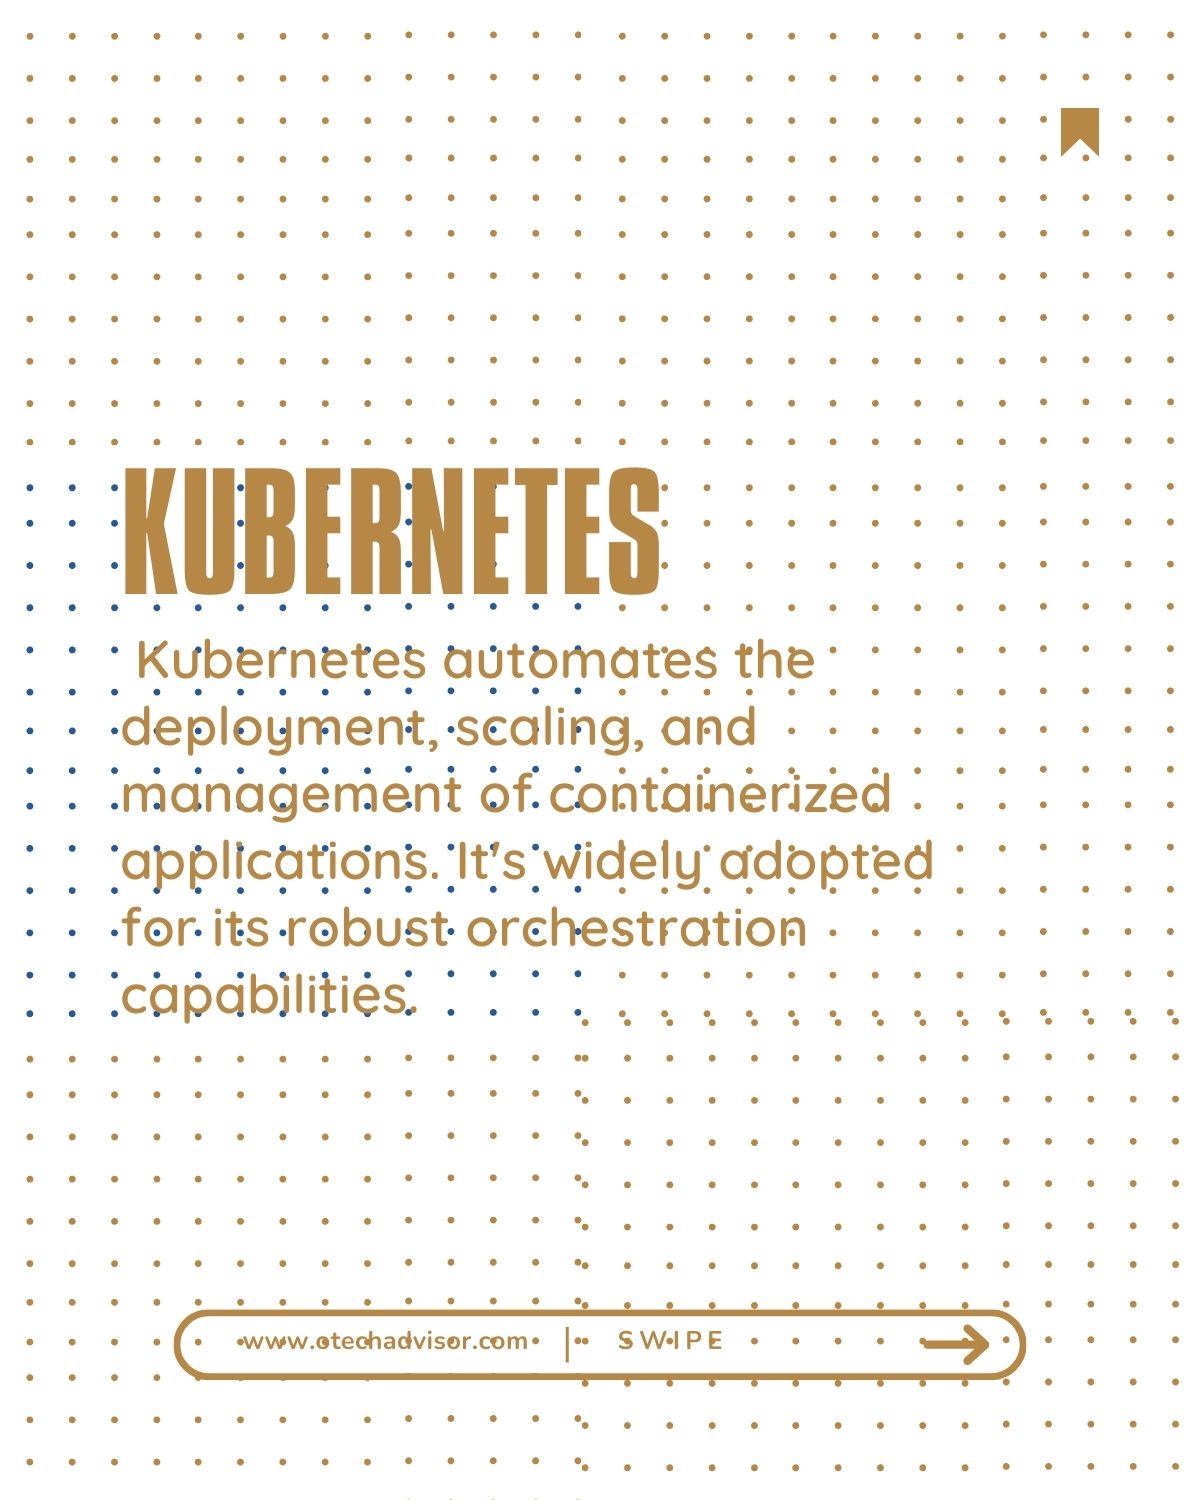 KUBERNETES
Kubernetes automates the
deployment, scaling, and
management of containerized
applications. It's widely adopted
for its robust orchestration
capabilities.
www.otechadvisor.com | SWIPE